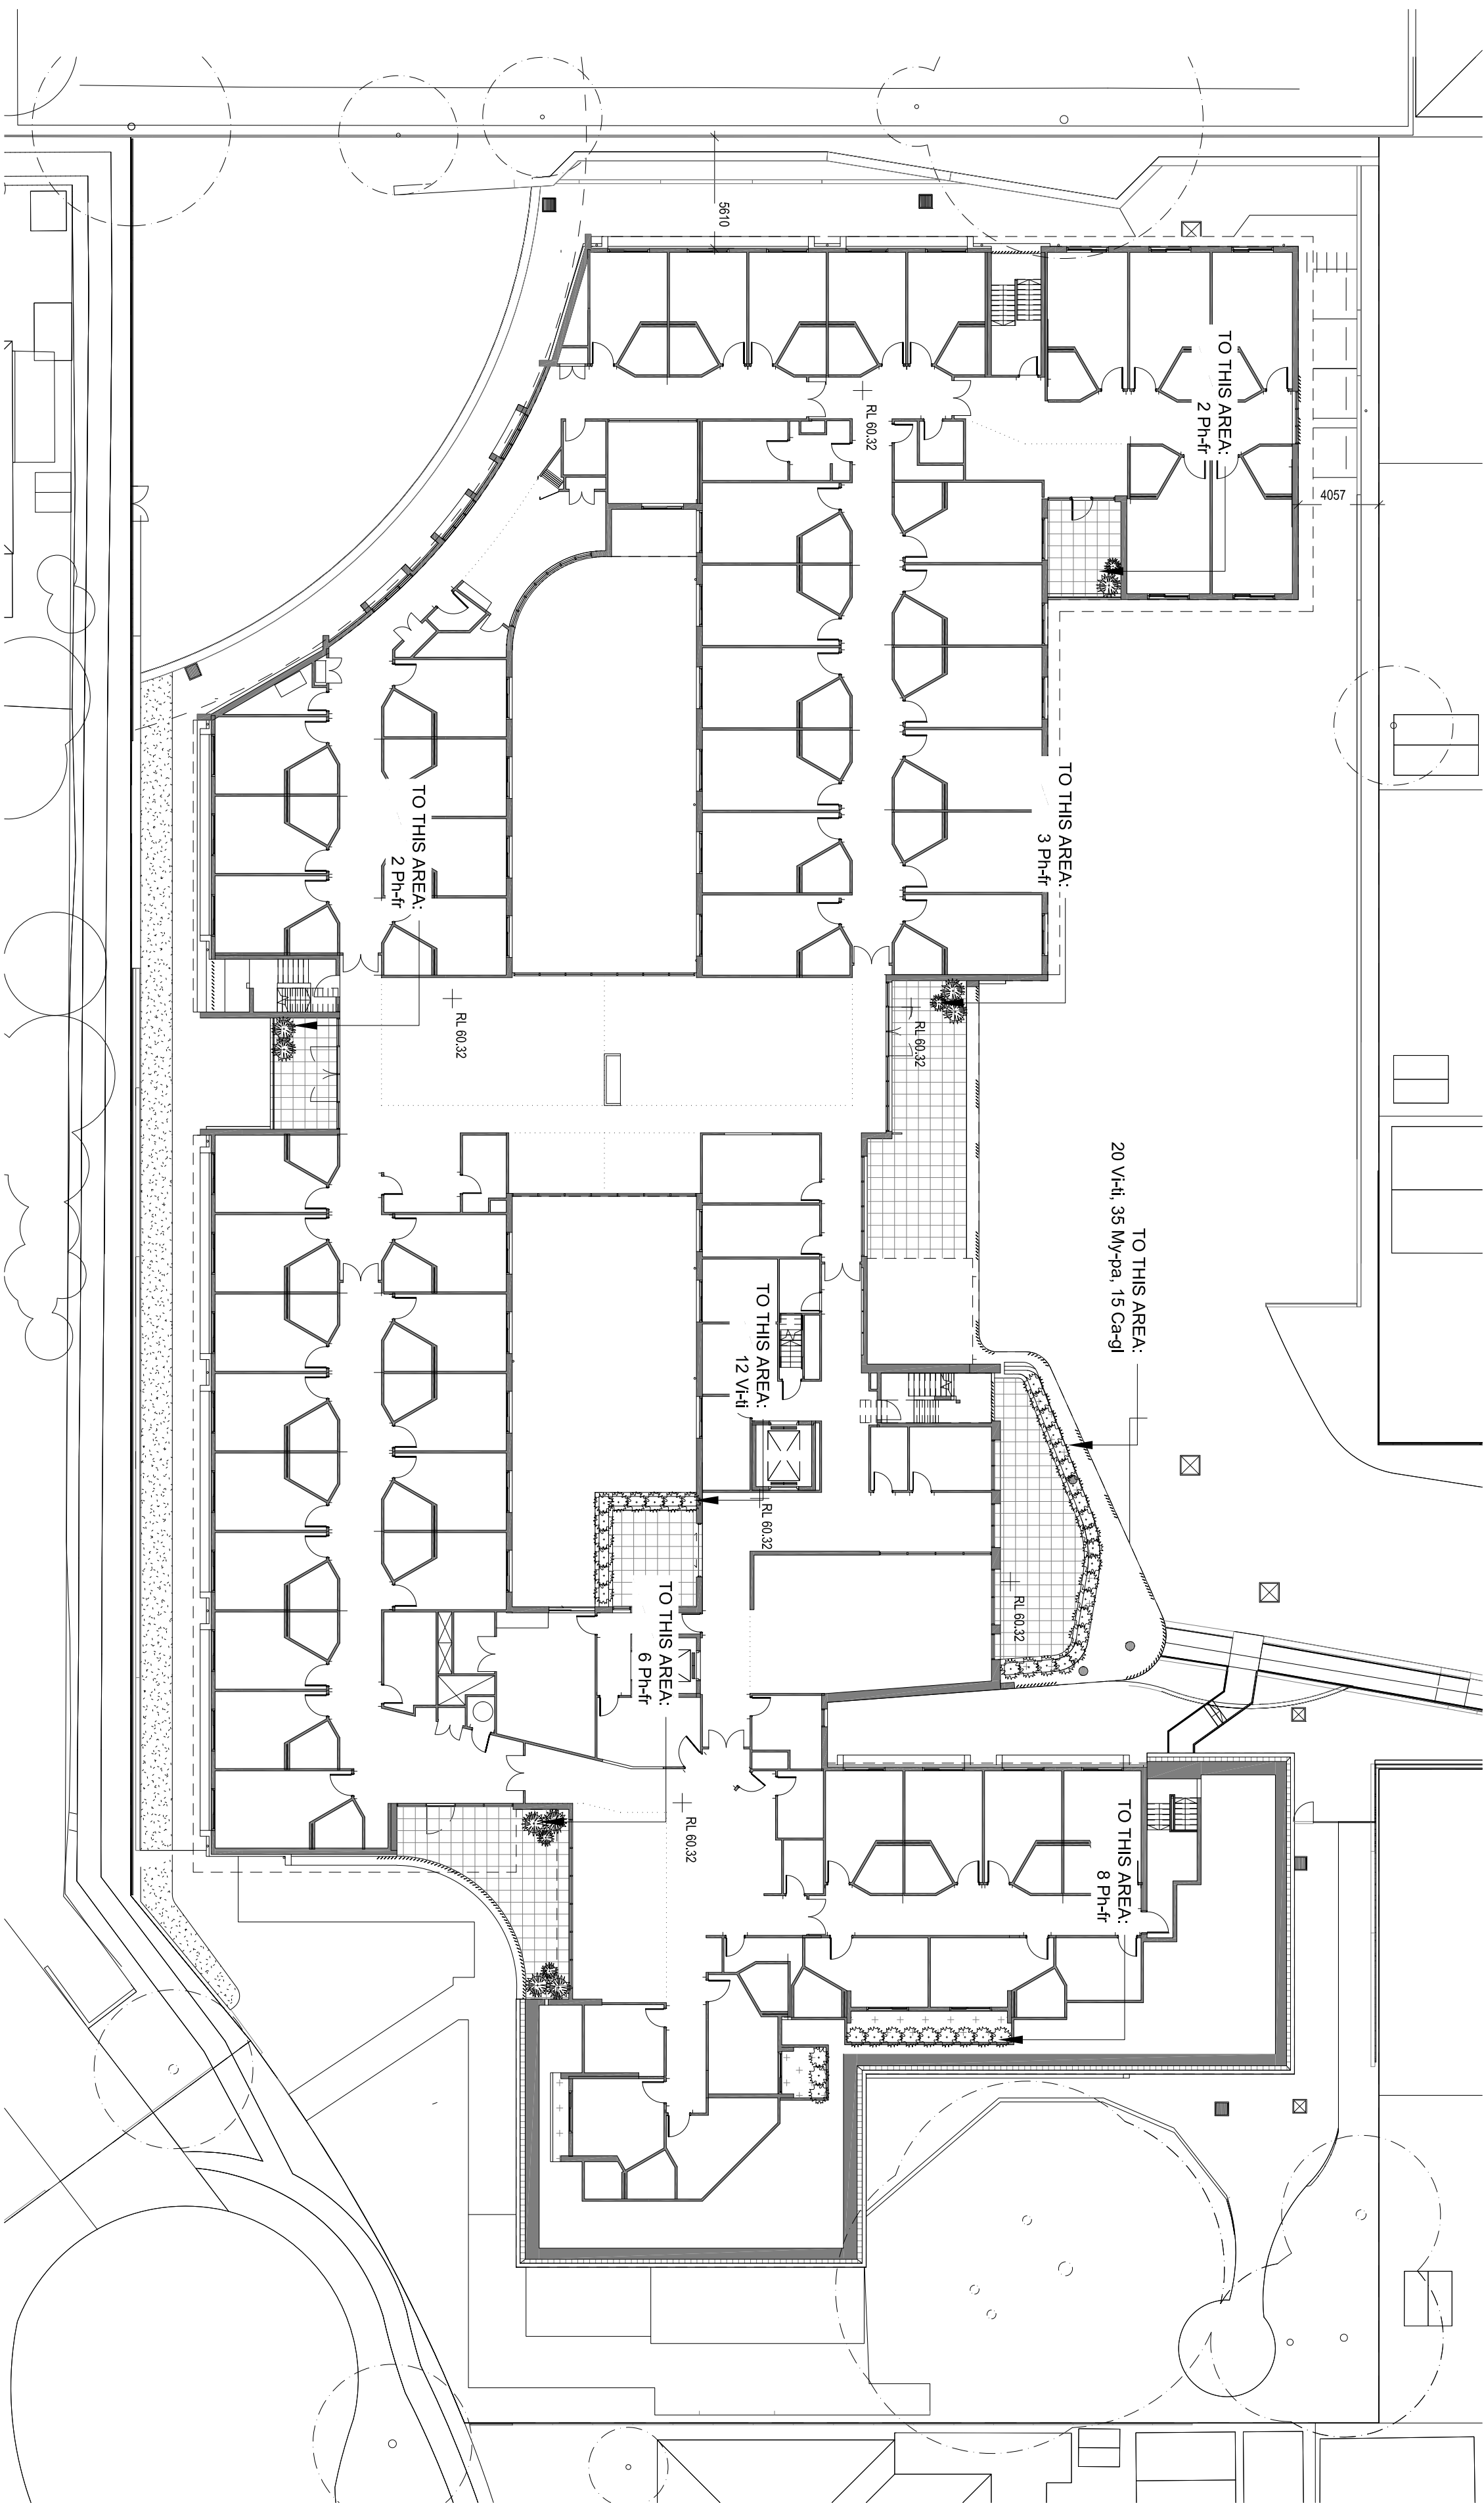 5610
TO THIS AREA:
2 Ph-fr
RL 60.32
4057
TO THIS AREA:
3 Ph-fr
TO THIS AREA:
2 Ph-fr
RL 60.32
RL 60.32
TO THIS AREA:
20 Vi-ti, 35 My-pa, 15 Ca-gl
TO THIS AREA:
12 Vi-ti
RL 60.32
RL 60.32
TO THIS AREA:
6 Ph-fr
RL 60.32
TO THIS AREA:
8 Ph-fr